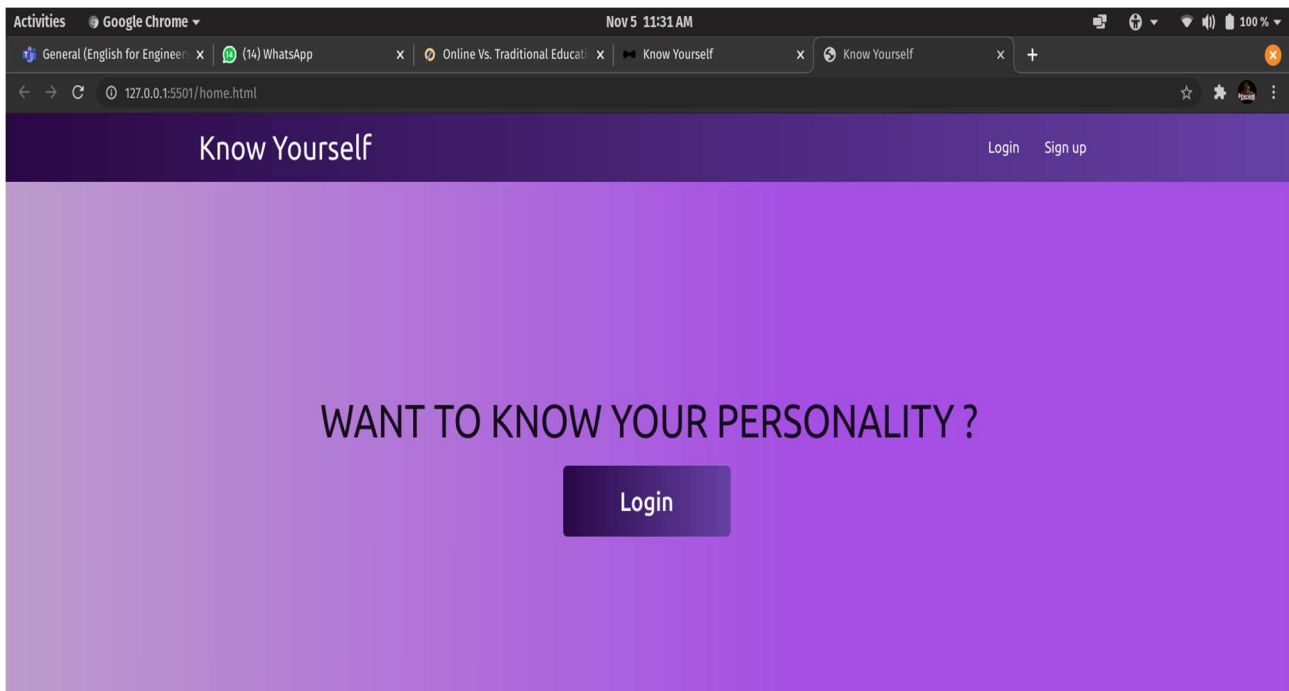 Activities Google Chrome Nov 5 11:31 AM 100 %
General (English for Engineers (14) WhatsApp Online Vs. Traditional Educati Know Yourself Know Yourself
127.0.0.1:5501/home.html
Know Yourself Login Sign up
WANT TO KNOW YOUR PERSONALITY ?
Login